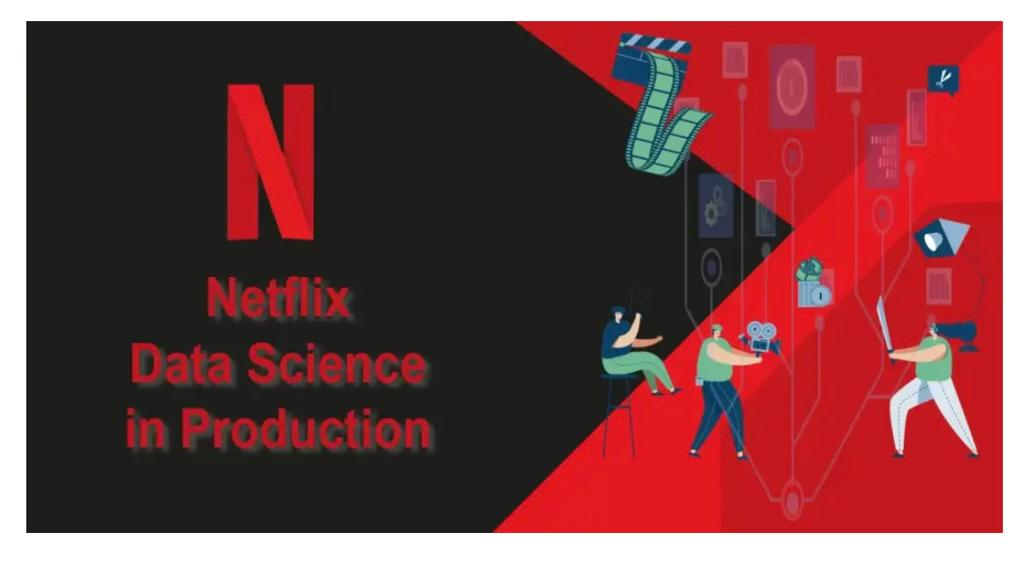 N
Netflix
Data Science
in Production